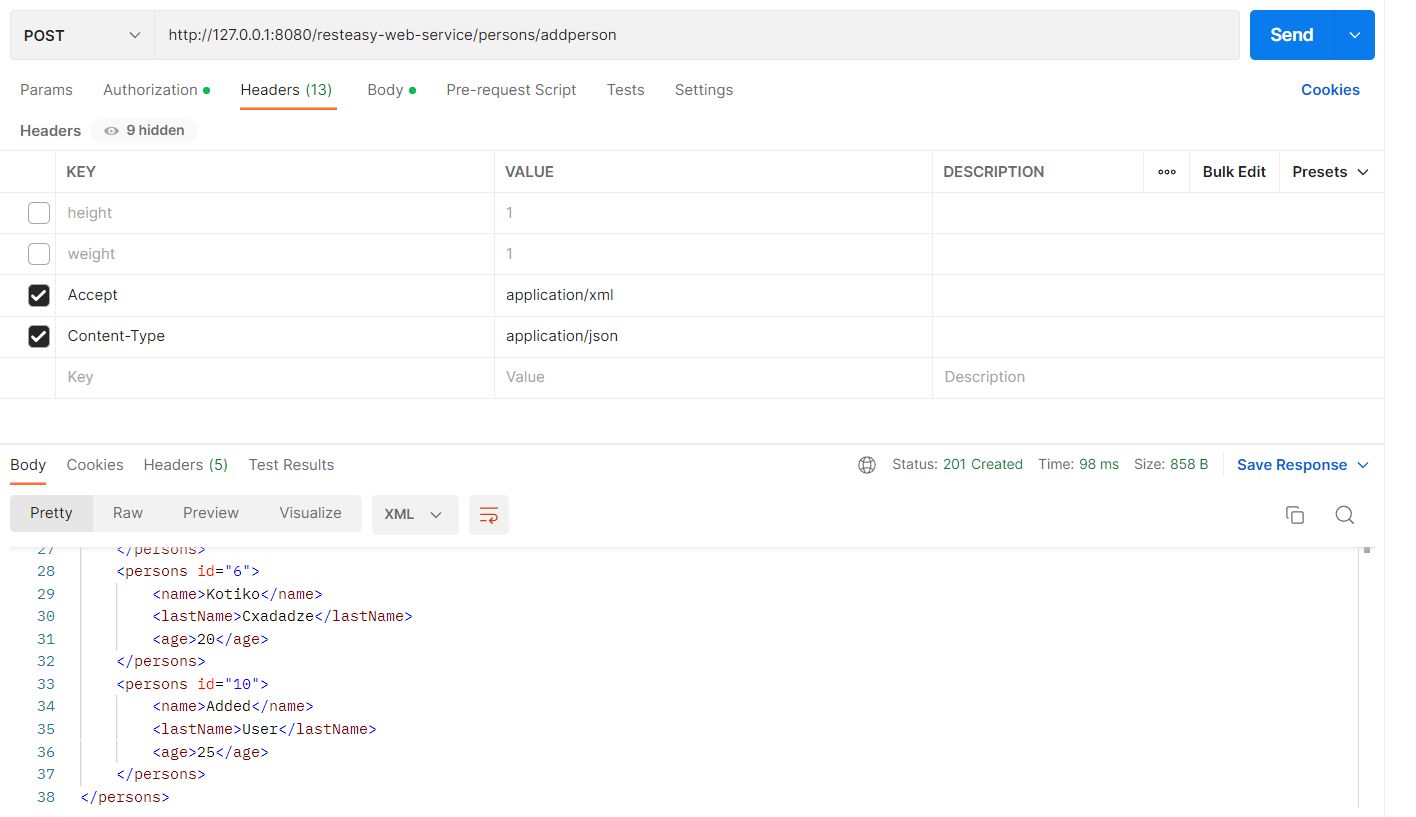 POST http://127.0.0.1:8080/resteasy-web-service/persons/addperson Send
Params Authorization Headers (13) Body Pre-request Script Tests Settings Cookies
Headers 9 hidden
KEY VALUE DESCRIPTION Bulk Edit Presets
height 1
weight 1
Accept application/xml
Content-Type application/json
Key Value Description
Body Cookies Headers (5) Test Results Status: 201 Created Time: 98 ms Size: 858 B Save Response
Pretty Raw Preview Visualize XML
27 </persons>
28 <persons id="6">
29 <name>Kotiko</name>
30 <lastName>Cxadadze</lastName>
31 <age>20</age>
32 </persons>
33 <persons id="10">
34 <name>Added</name>
35 <lastName>User</lastName>
36 <age>25</age>
37 </persons>
38 </persons>